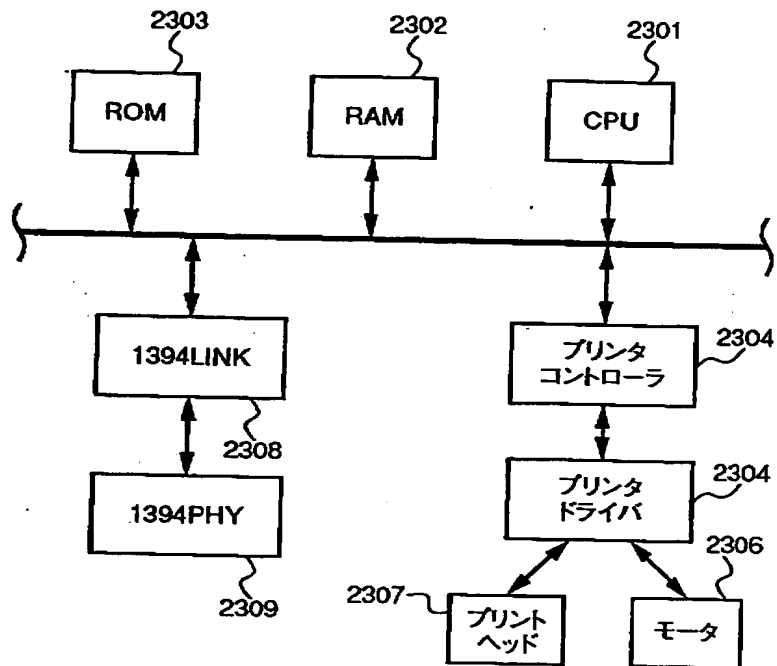 2303
2302
2301
ROM
RAM
CPU
1394LINK
2308
プリンタ
コントローラ
2304
1394PHY
2309
プリンタ
ドライバ
2304
2306
2307
プリント
ヘッド
モータ